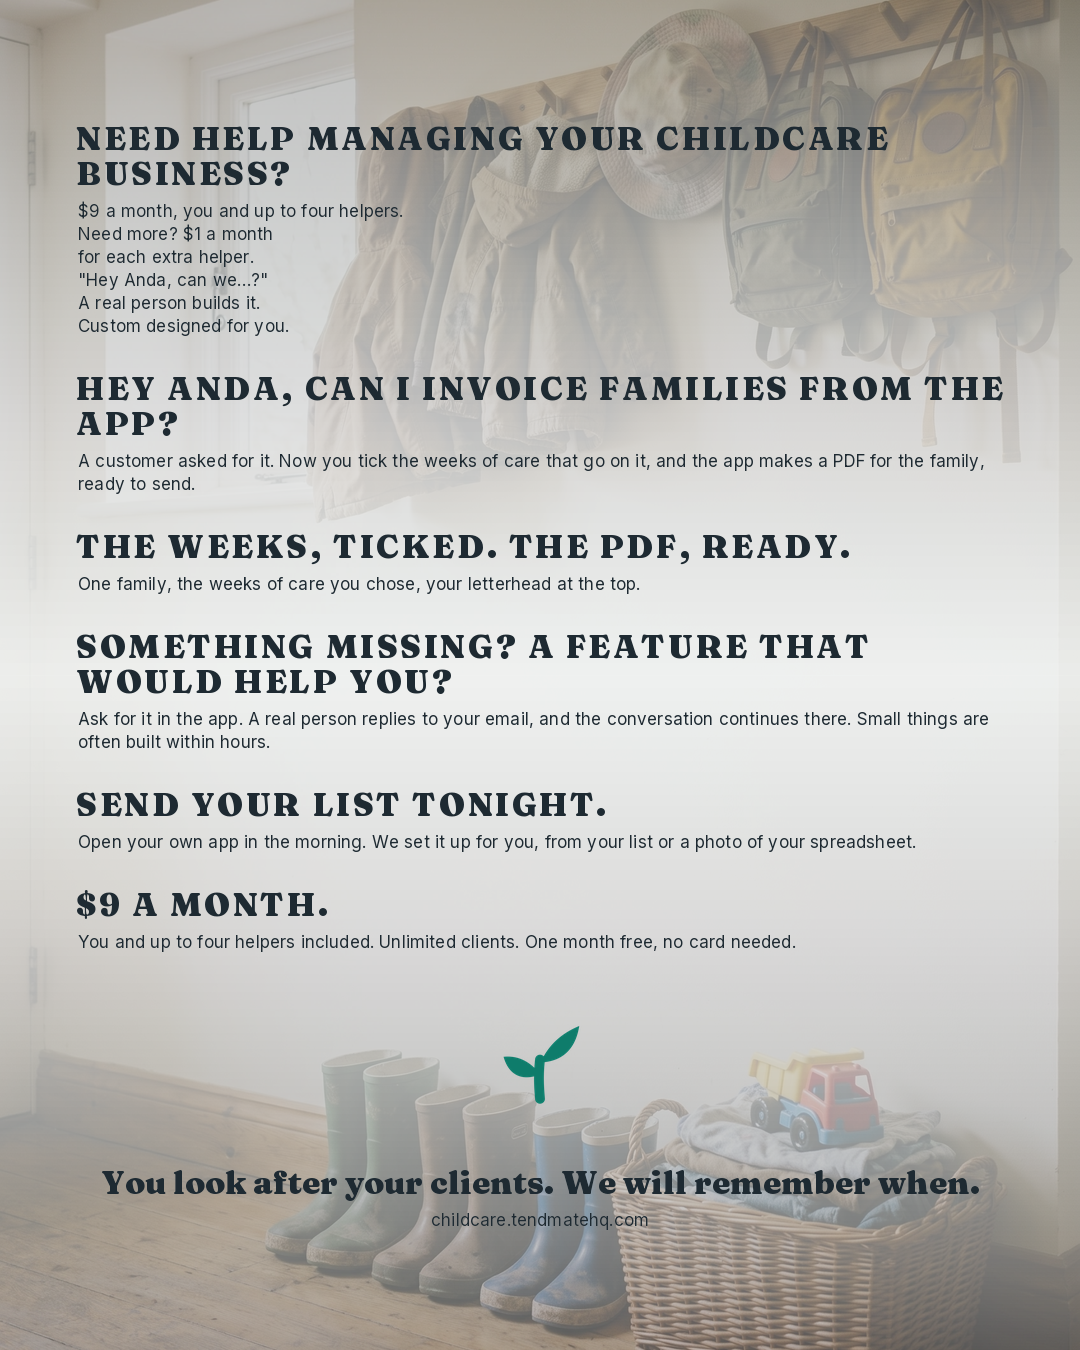 NEED HELP MANAGING YOUR CHILDCARE
BUSINESS?
$9 a month, you and up to four helpers.
Need more? $1 a month
for each extra helper.
"Hey Anda, can we...?"
A real person builds it.
Custom designed for you.
HEY ANDA, CAN I INVOICE FAMILIES FROM THE
APP?
A customer asked for it. Now you tick the weeks of care that go on it, and the app makes a PDF for the family,
ready to send.
THE WEEKS, TICKED. THE PDF, READY.
One family, the weeks of care you chose, your letterhead at the top.
SOMETHING MISSING? A FEATURE THAT
WOULD HELP YOU?
Ask for it in the app. A real person replies to your email, and the conversation continues there. Small things are
often built within hours.
SEND YOUR LIST TONIGHT.
Open your own app in the morning. We set it up for you, from your list or a photo of your spreadsheet.
$9 A MONTH.
You and up to four helpers included. Unlimited clients. One month free, no card needed.
You look after your clients. We will remember when.
childcare.tendmatehq.com